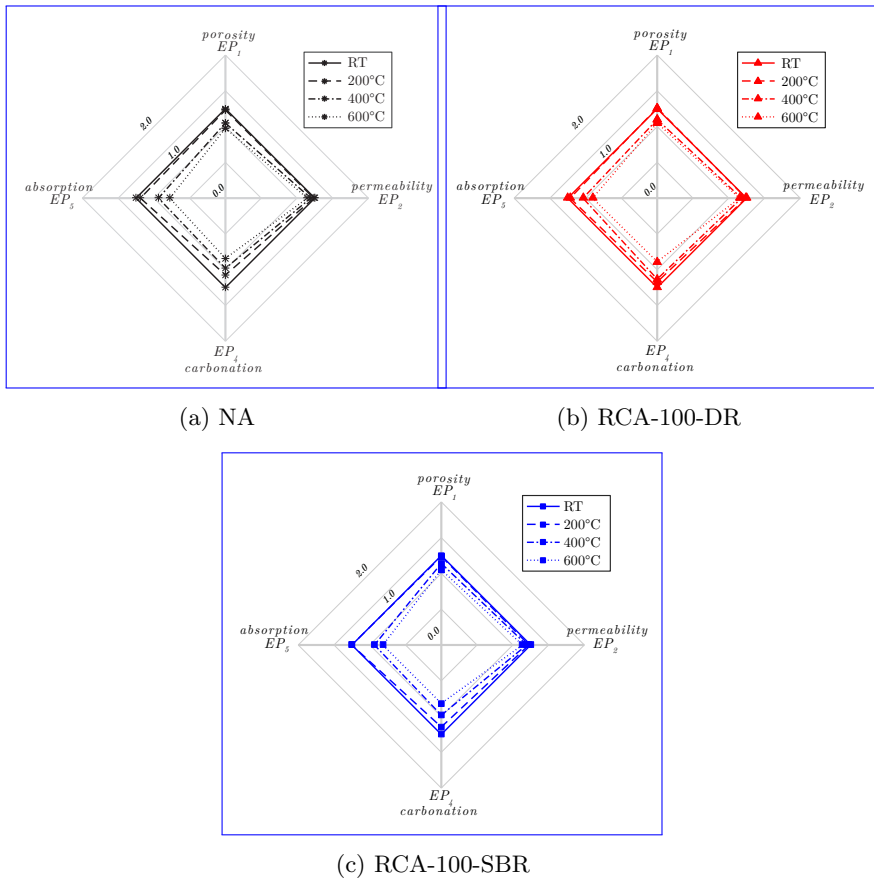 porosity
EP₁
RT
200°C
400°C
600°C
2.0
1.0
0.0
absorption
EP₅
permeability
EP₂
EP₄
carbonation
(a) NA
porosity
EP₁
RT
200°C
400°C
600°C
2.0
1.0
0.0
absorption
EP₅
permeability
EP₂
EP₄
carbonation
(b) RCA-100-DR
porosity
EP₁
RT
200°C
400°C
600°C
2.0
1.0
0.0
absorption
EP₅
permeability
EP₂
EP₄
carbonation
(c) RCA-100-SBR